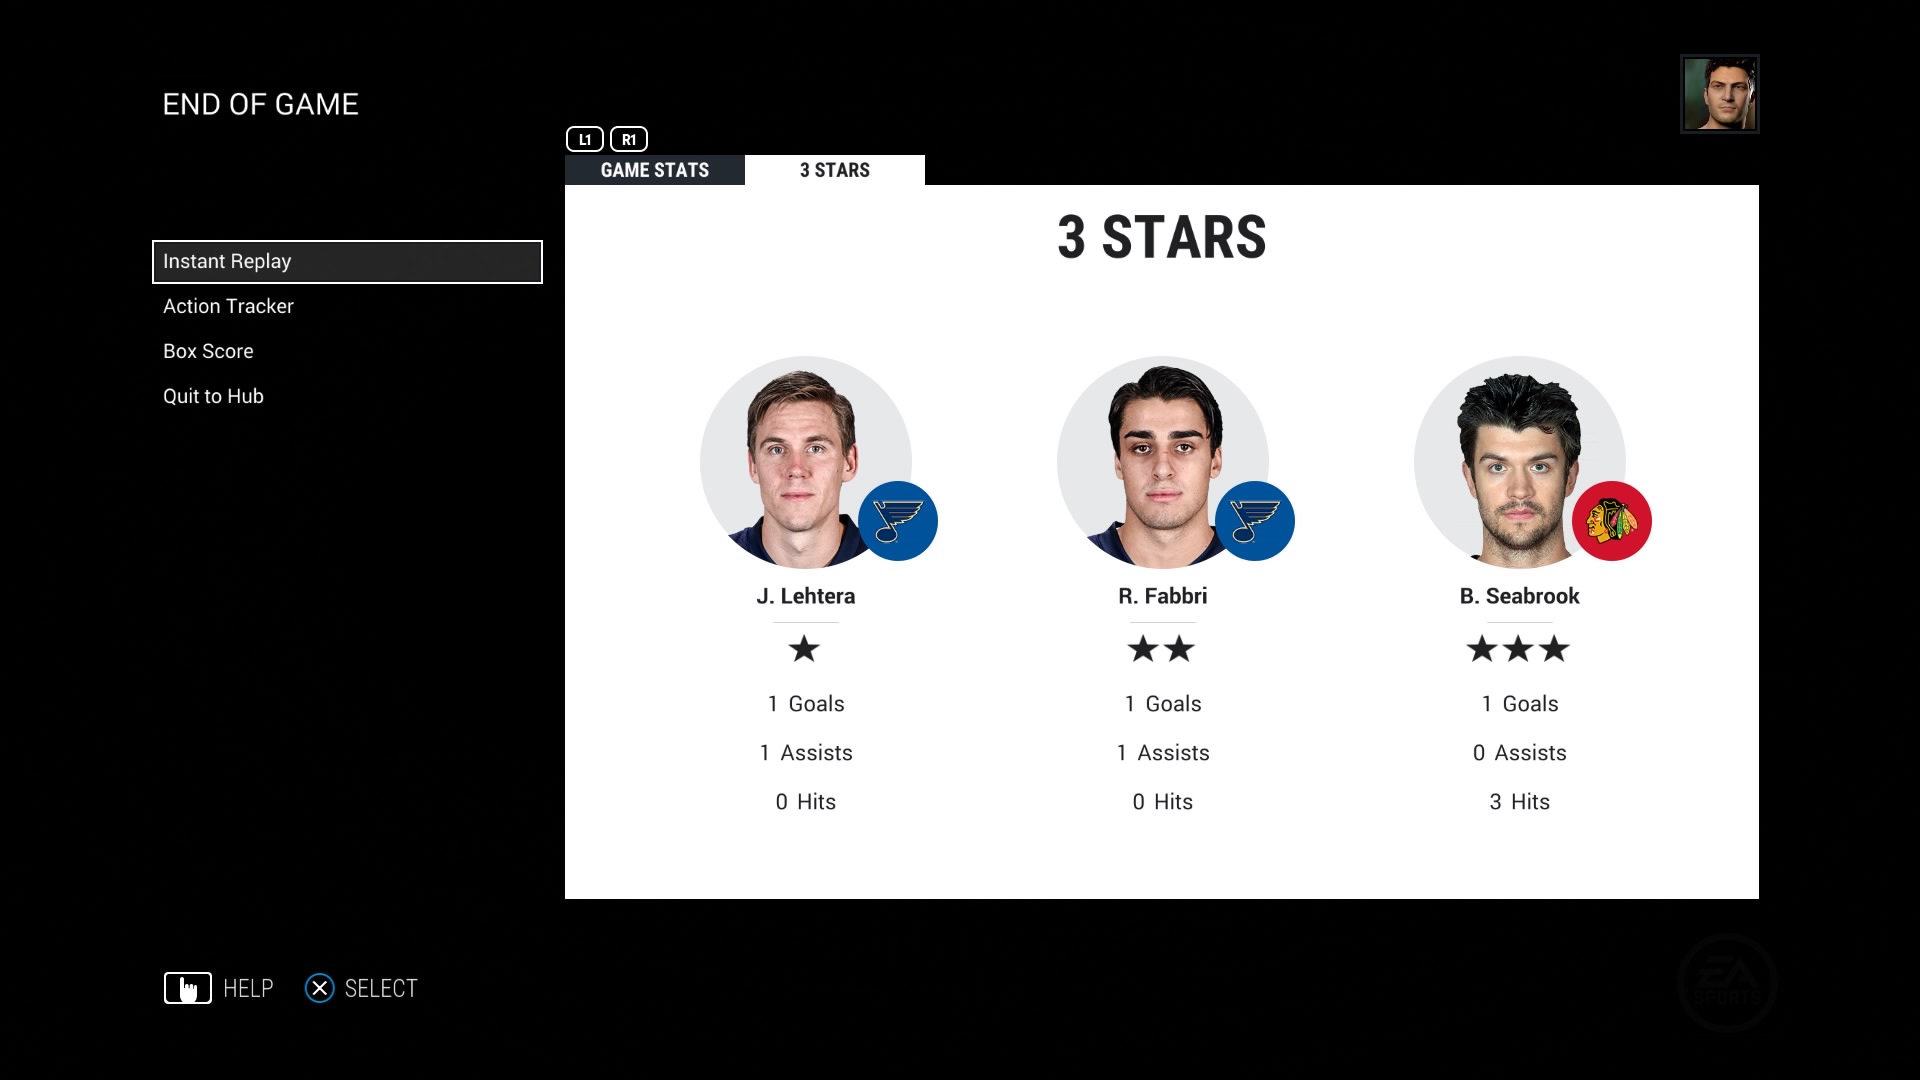 END OF GAME
L1 R1
GAME STATS 3 STARS
3 STARS
Instant Replay
Action Tracker
Box Score
Quit to Hub
J. Lehtera R. Fabbri B. Seabrook
1 Goals 1 Goals 1 Goals
1 Assists 1 Assists 0 Assists
0 Hits 0 Hits 3 Hits
HELP SELECT
EA
SPORTS